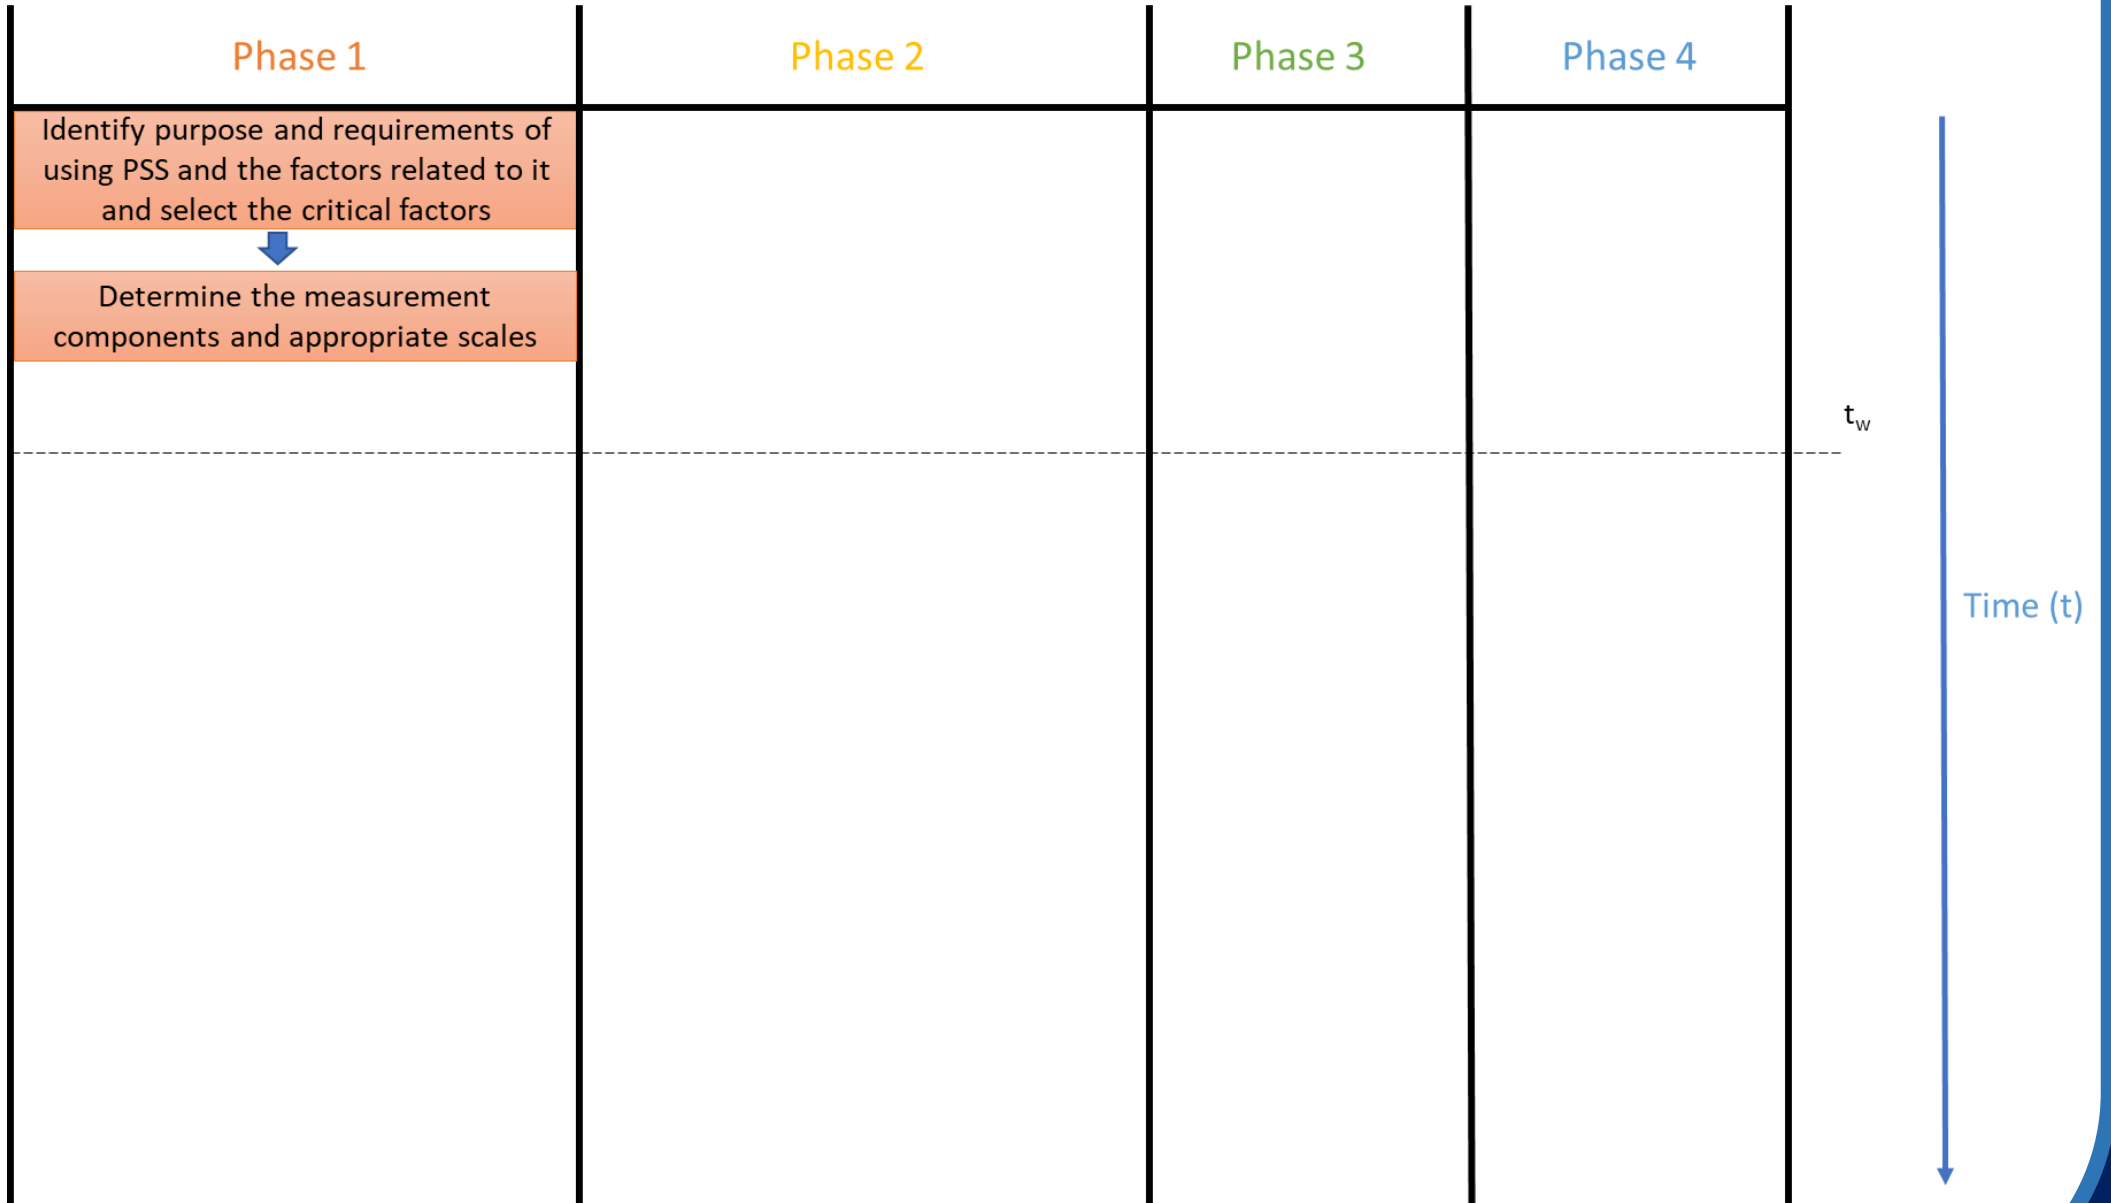 Phase 1
Phase 2
Phase 3
Phase 4
Identify purpose and requirements of
using PSS and the factors related to it
and select the critical factors
Determine the measurement
components and appropriate scales
tw
Time (t)